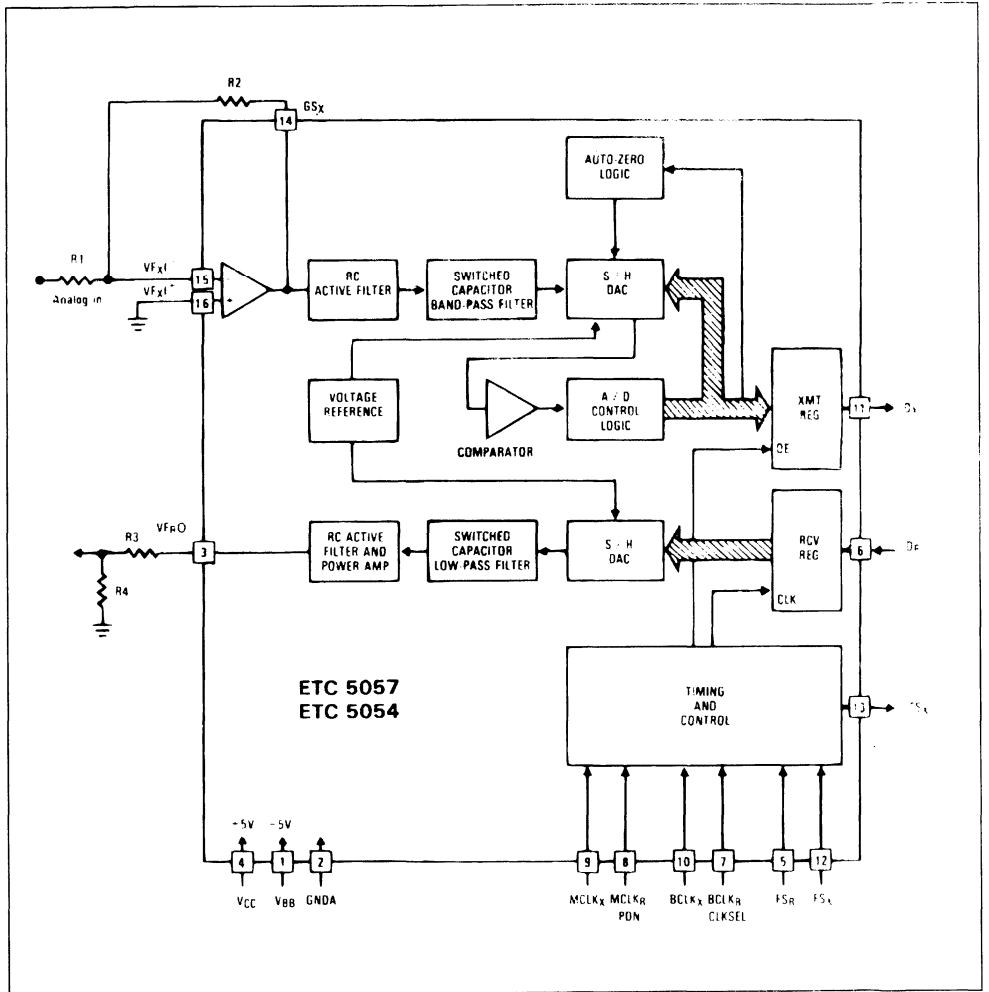 R2
GSX
14
AUTO-ZERO
LOGIC
R1
VFXI-
15
-
RC
ACTIVE FILTER
SWITCHED
CAPACITOR
BAND-PASS FILTER
S / H
DAC
Analog in
VFXI+
16
+
VOLTAGE
REFERENCE
COMPARATOR
A / D
CONTROL
LOGIC
XMT
REG
OE
11
R3
VFRO
3
RC ACTIVE
FILTER AND
POWER AMP
SWITCHED
CAPACITOR
LOW-PASS FILTER
S / H
DAC
RCV
REG
CLK
6
R4
ETC 5057
ETC 5054
TIMING
AND
CONTROL
13
+5V
-5V
4
1
2
9
8
10
7
5
12
VCC
VBB
GNDA
MCLKX
MCLKR
PDN
BCLKX
BCLKR
CLKSEL
FSR
FSX